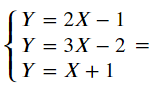 Y = 2X − 1
Y = 3X − 2 =
Y = X + 1